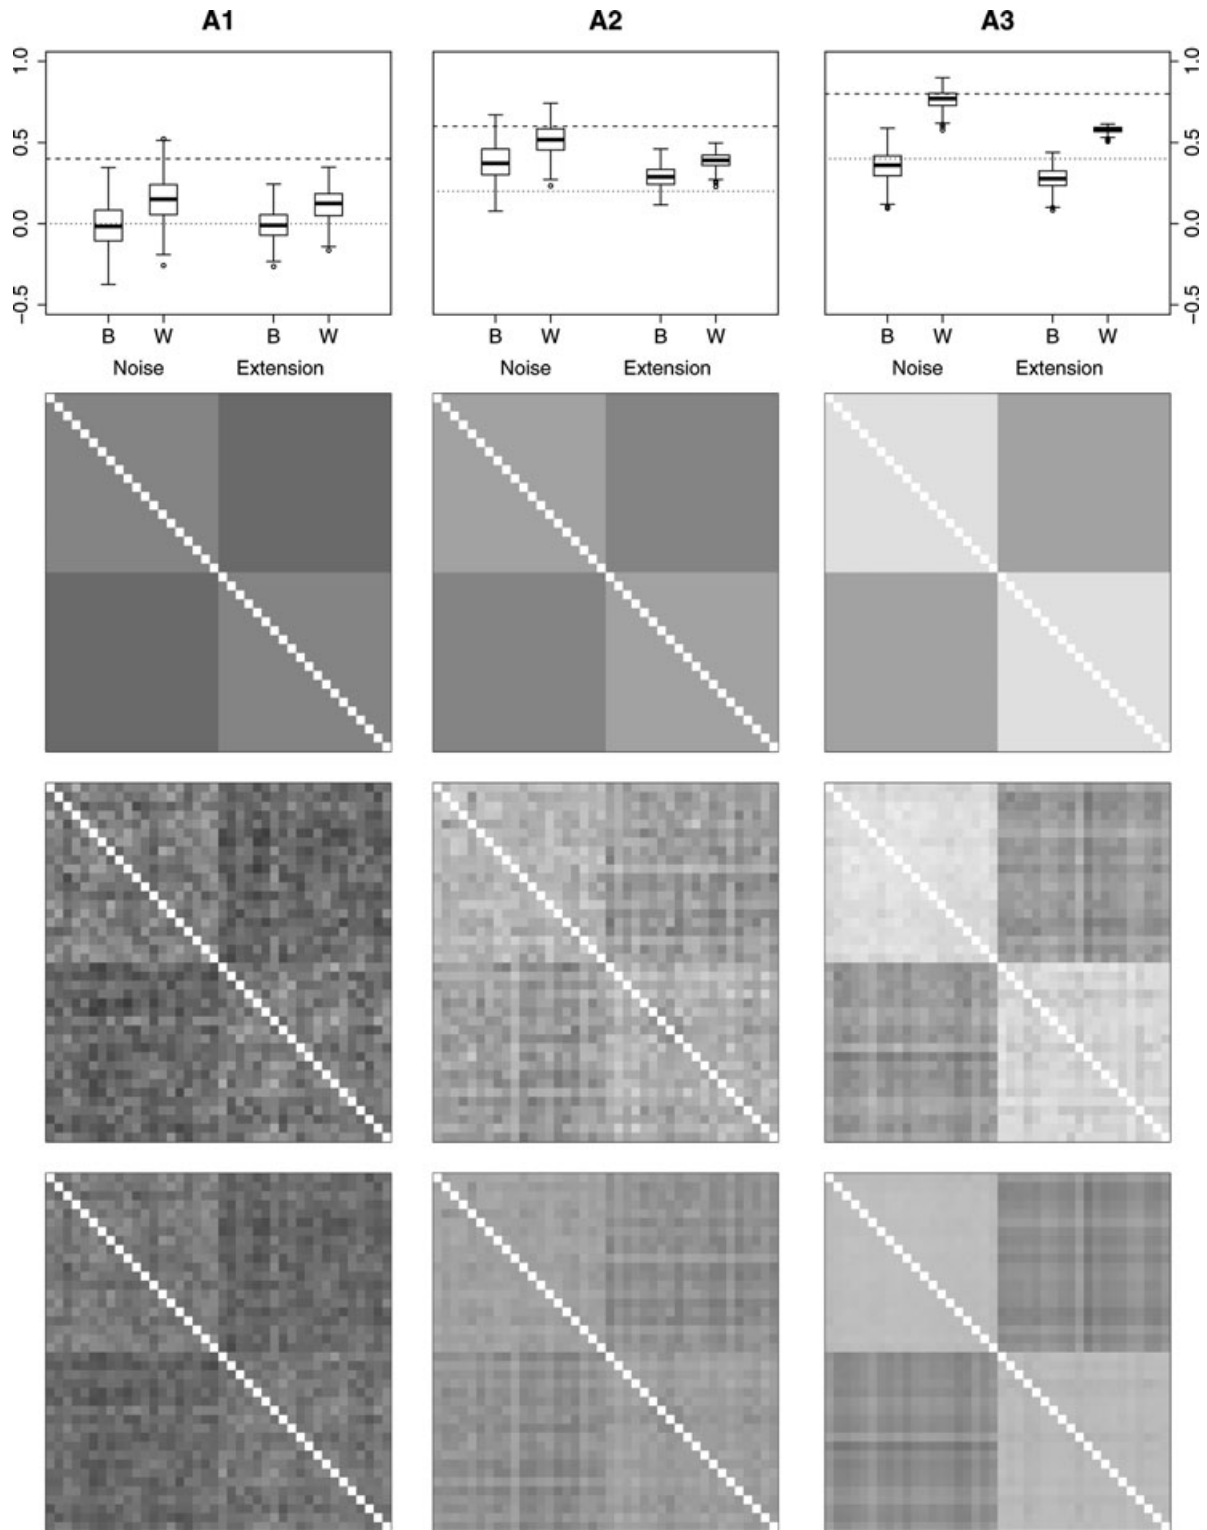 A1 A2 A3
1.0 1.0
0.5 0.5
0.0 0.0
−0.5 −0.5
B W B W B W B W B W B W
Noise Extension Noise Extension Noise Extension